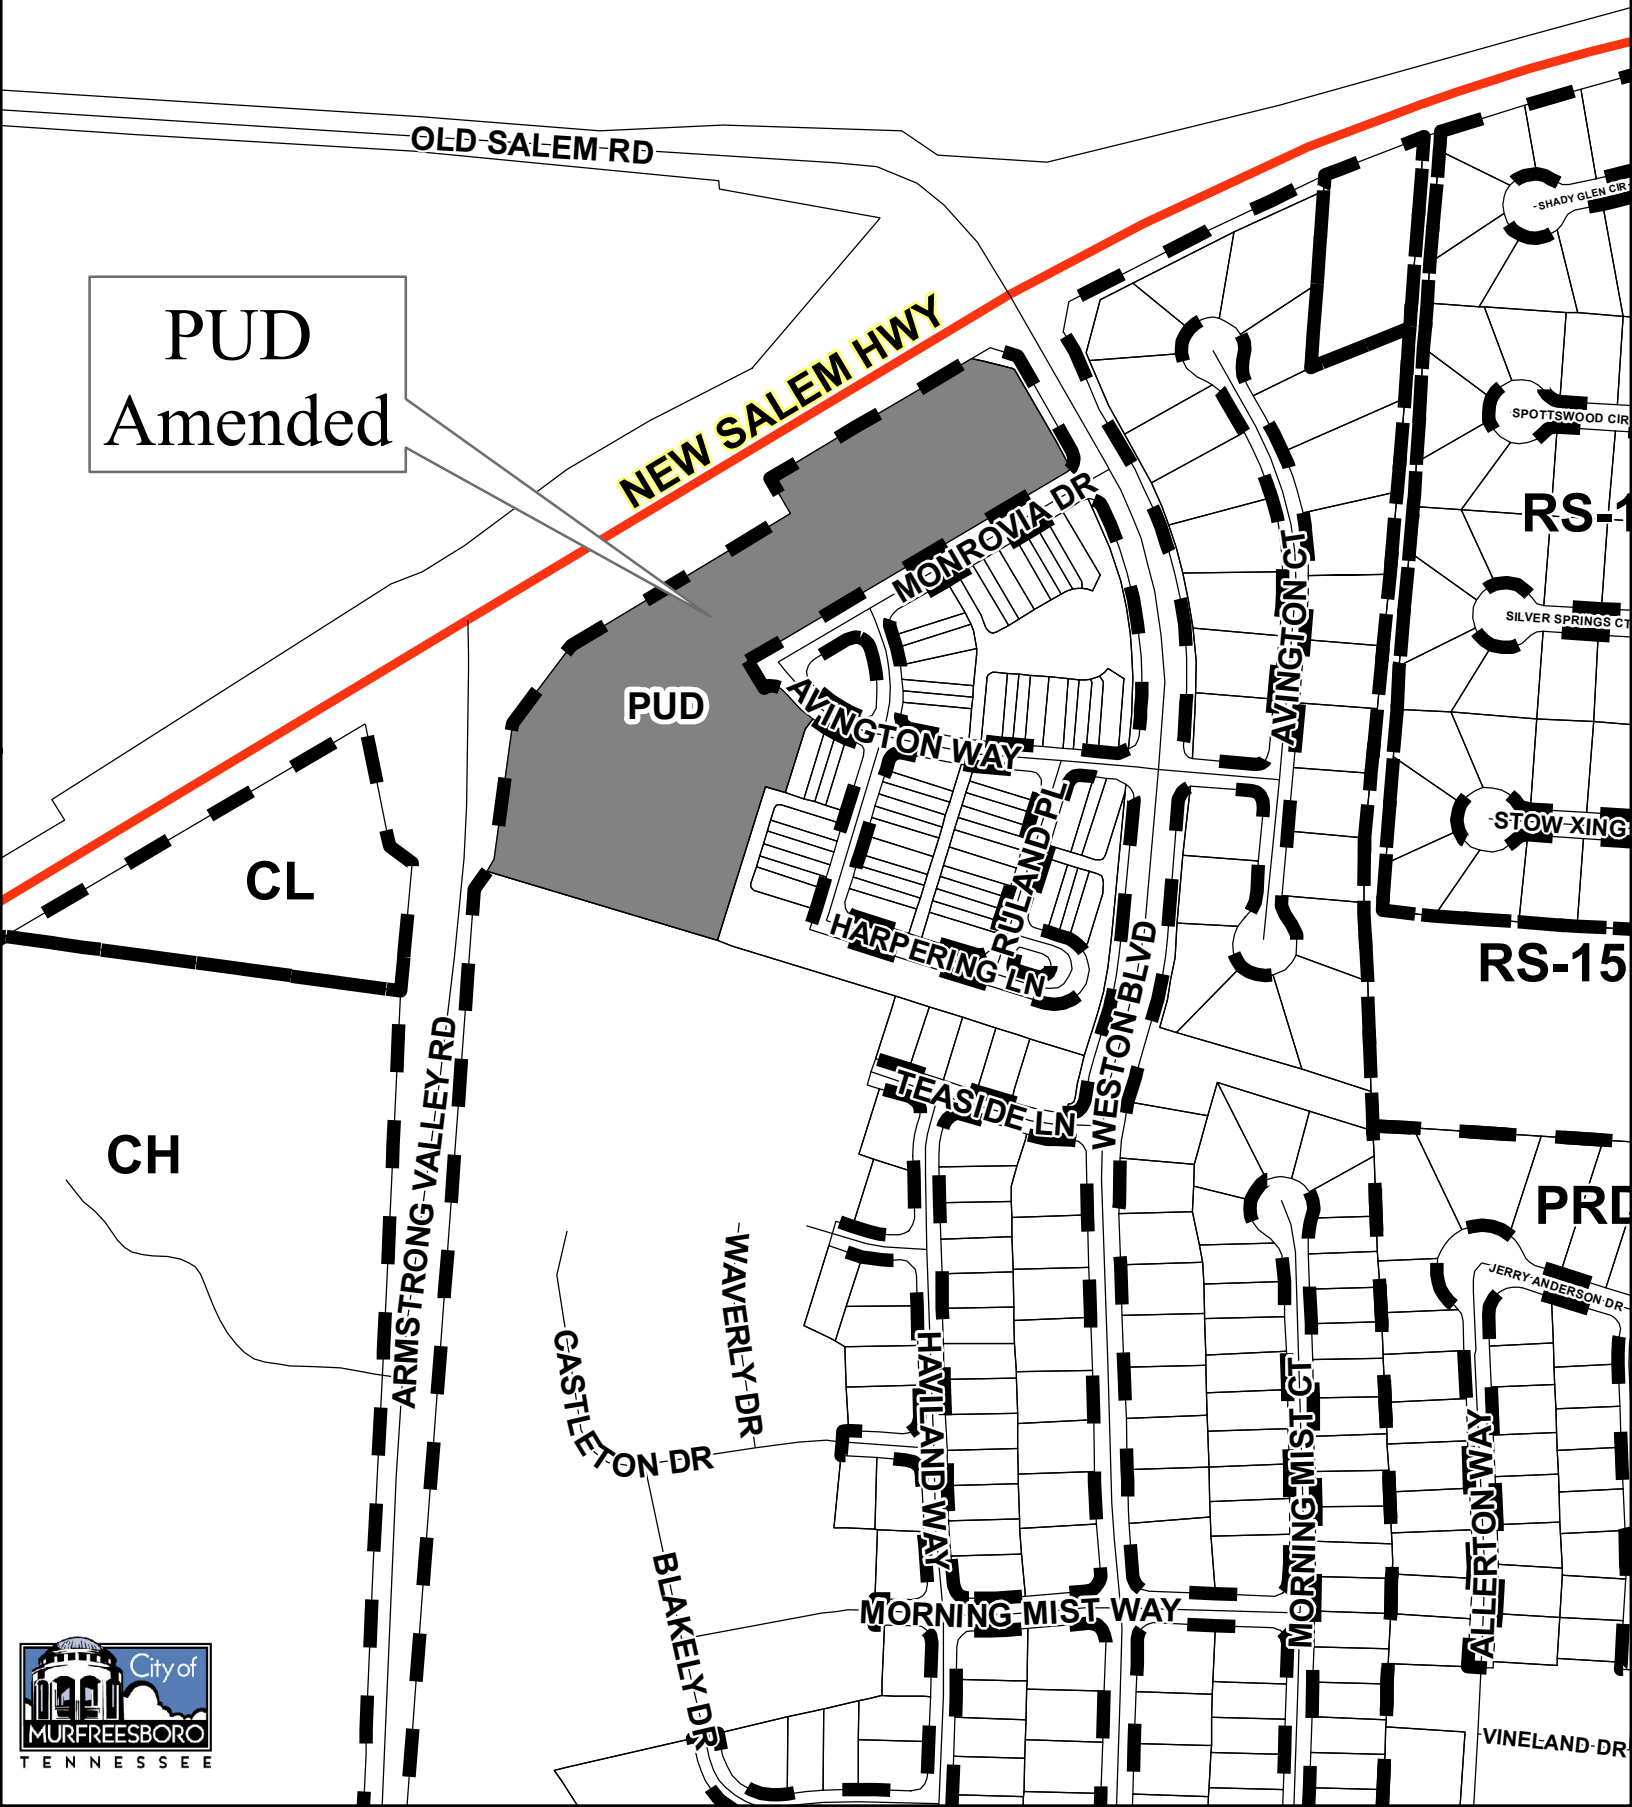 OLD SALEM RD
SHADY GLEN CIR
PUD
Amended
NEW SALEM HWY
SPOTTSWOOD CIR
RS-1
MONROVIA DR
AVINGTON CT
SILVER SPRINGS CT
PUD
AVINGTON WAY
RULAND PL
STOW XING
CL
HARPERING LN
WESTON BLVD
RS-15
ARMSTRONG VALLEY RD
TEASIDE LN
CH
PRD
JERRY ANDERSON DR
WAVERLY DR
CASTLETON DR
HAVILAND WAY
MORNING MIST CT
ALLERTON WAY
BLAKELY DR
MORNING MIST WAY
VINELAND DR
City of
MURFREESBORO
TENNESSEE